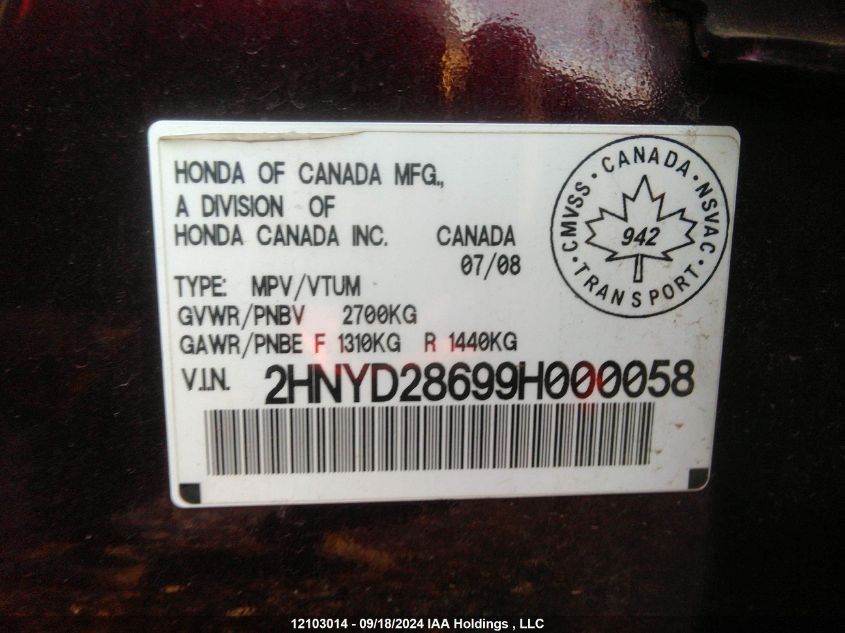 HONDA OF CANADA MFG.,
A DIVISION OF
HONDA CANADA INC. CANADA
07/08
TYPE: MPV/VTUM
GVWR/PNBV 2700KG
GAWR/PNBE F 1310KG R 1440KG
V.I.N. 2HNYD28699H000058
CMVSS · CANADA · NSVAC
942
· TRANSPORT ·
12103014 - 09/18/2024 IAA Holdings , LLC